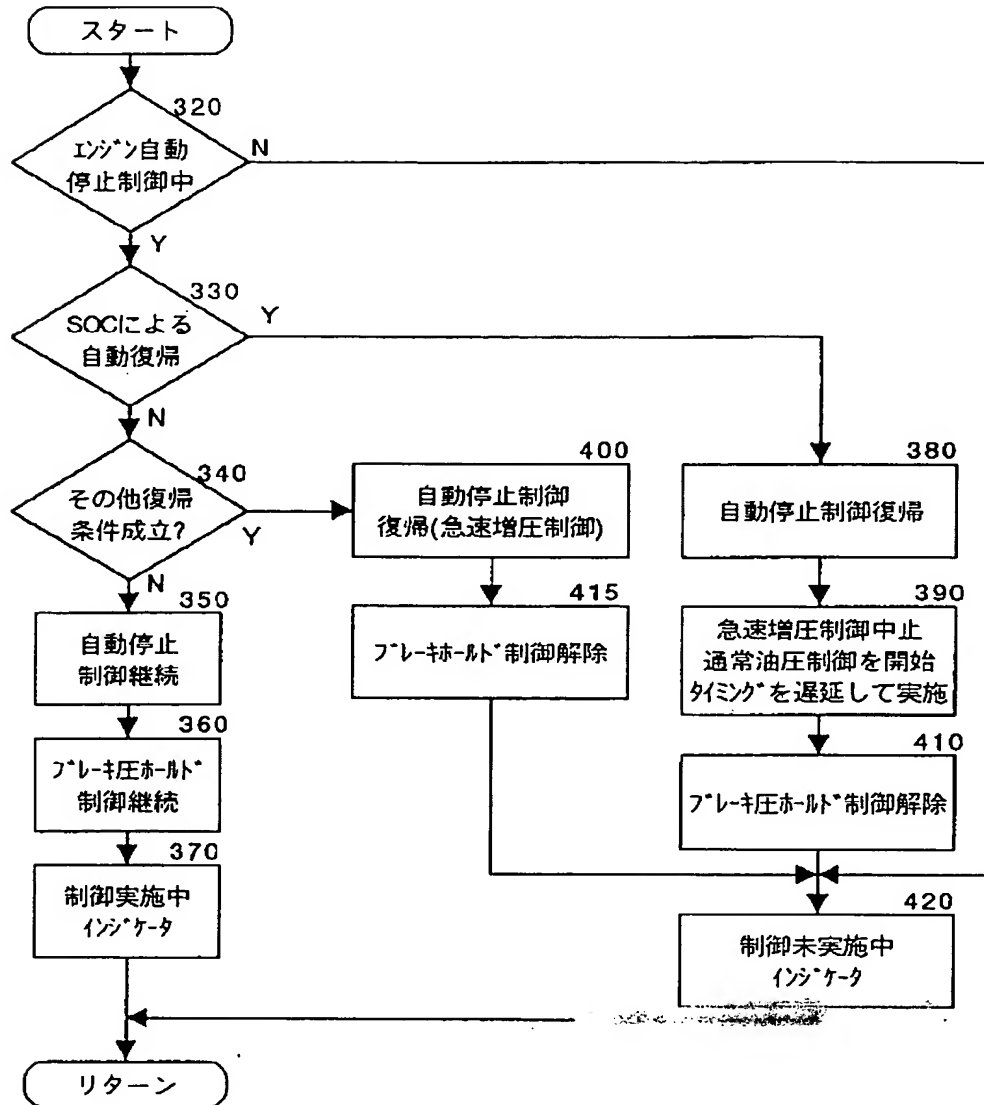 スタート
320
エンジン自動
停止制御中
N
Y
330
SOCによる
自動復帰
Y
N
340
その他復帰
条件成立?
Y
N
400
自動停止制御
復帰(急速増圧制御)
380
自動停止制御復帰
350
自動停止
制御継続
415
ブレーキホールド制御解除
390
急速増圧制御中止
通常油圧制御を開始
タイミングを遅延して実施
360
ブレーキ圧ホールド
制御継続
410
ブレーキ圧ホールド制御解除
370
制御実施中
インジケータ
420
制御未実施中
インジケータ
リターン